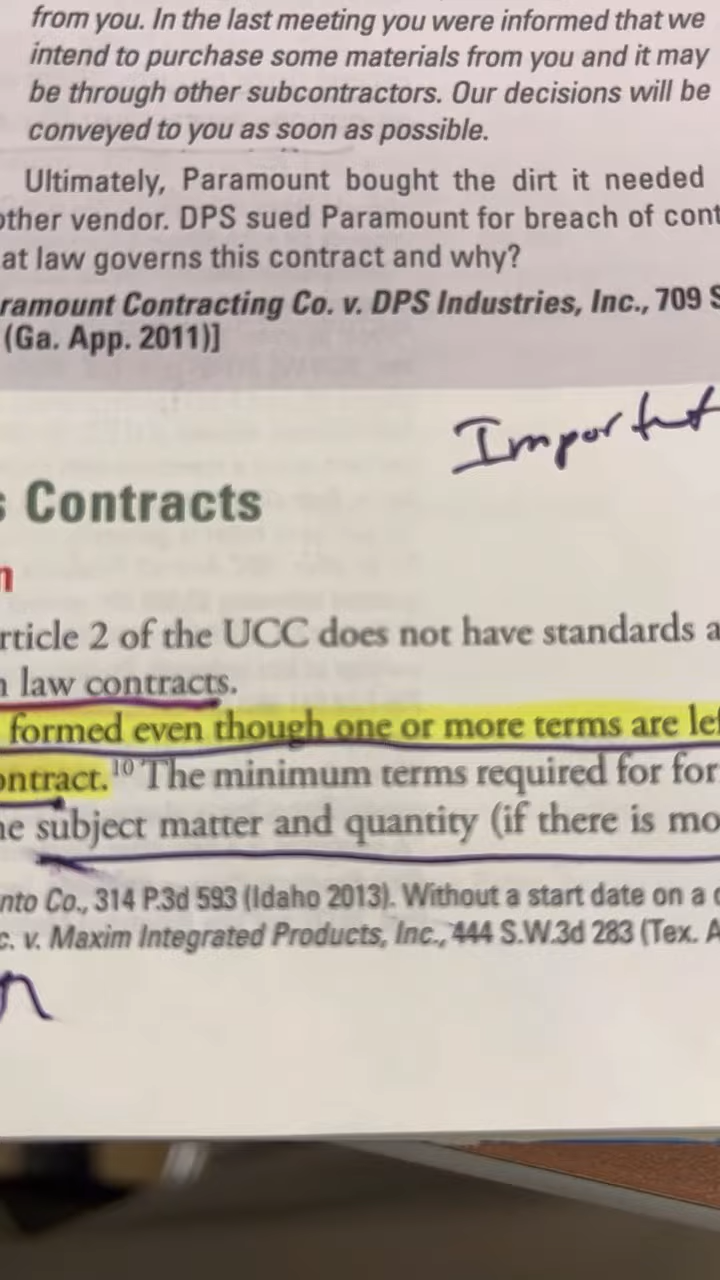 from you. In the last meeting you were informed that we
intend to purchase some materials from you and it may
be through other subcontractors. Our decisions will be
conveyed to you as soon as possible.
Ultimately, Paramount bought the dirt it needed
other vendor. DPS sued Paramount for breach of cont
at law governs this contract and why?
ramount Contracting Co. v. DPS Industries, Inc., 709 S
(Ga. App. 2011)]
Importnt
s Contracts
n
rticle 2 of the UCC does not have standards a
n law contracts.
formed even though one or more terms are lef
ontract.10 The minimum terms required for for
he subject matter and quantity (if there is mo
nto Co., 314 P.3d 593 (Idaho 2013). Without a start date on a c
c. v. Maxim Integrated Products, Inc., 444 S.W.3d 283 (Tex. A
n